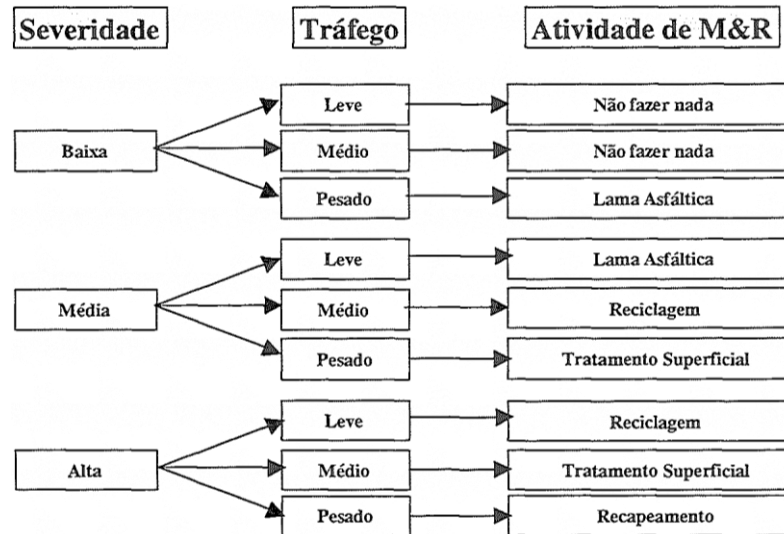 Severidade Tráfego Atividade de M&R
Leve Não fazer nada
Baixa Médio Não fazer nada
Pesado Lama Asfáltica
Leve Lama Asfáltica
Média Médio Reciclagem
Pesado Tratamento Superficial
Leve Reciclagem
Alta Médio Tratamento Superficial
Pesado Recapeamento